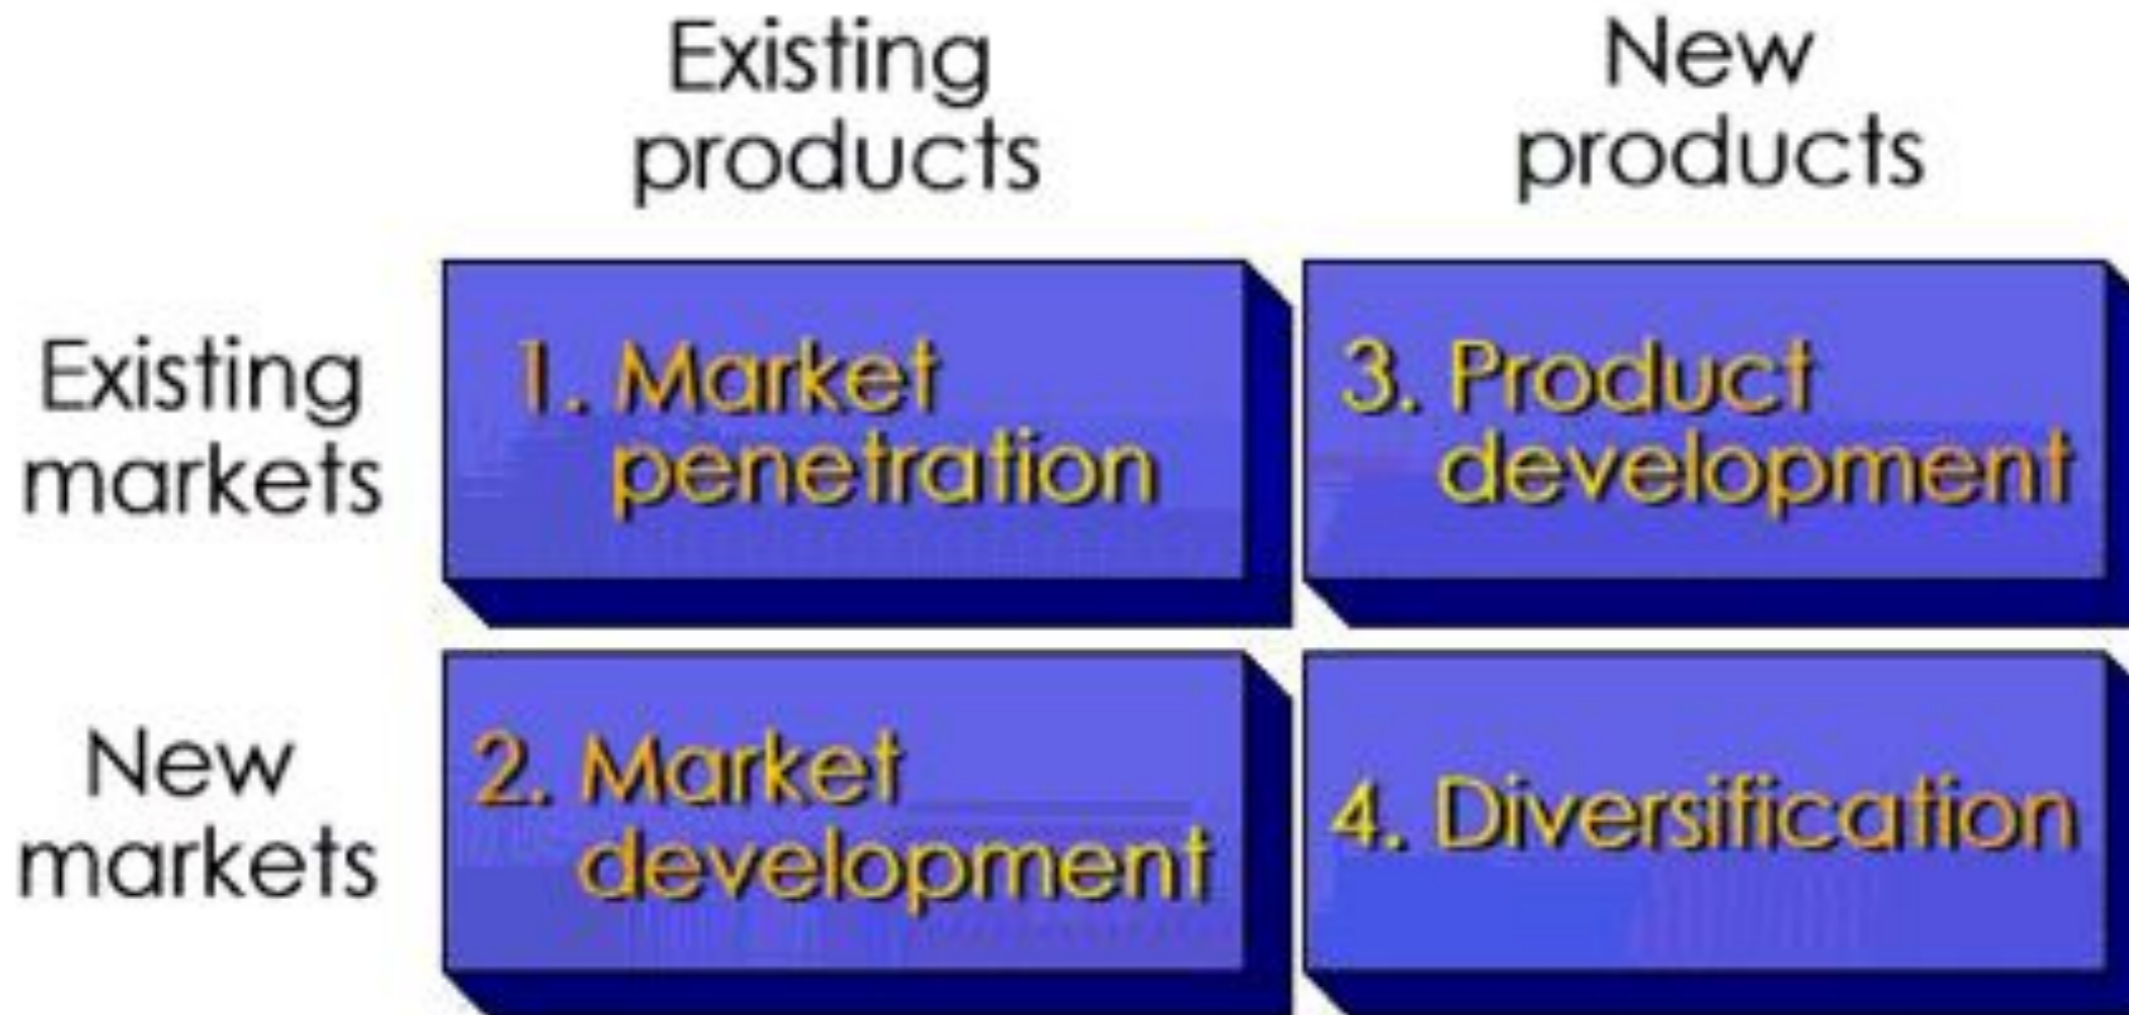 Existing
products
New
products
Existing
markets
1. Market
penetration
3. Product
development
New
markets
2. Market
development
4. Diversification